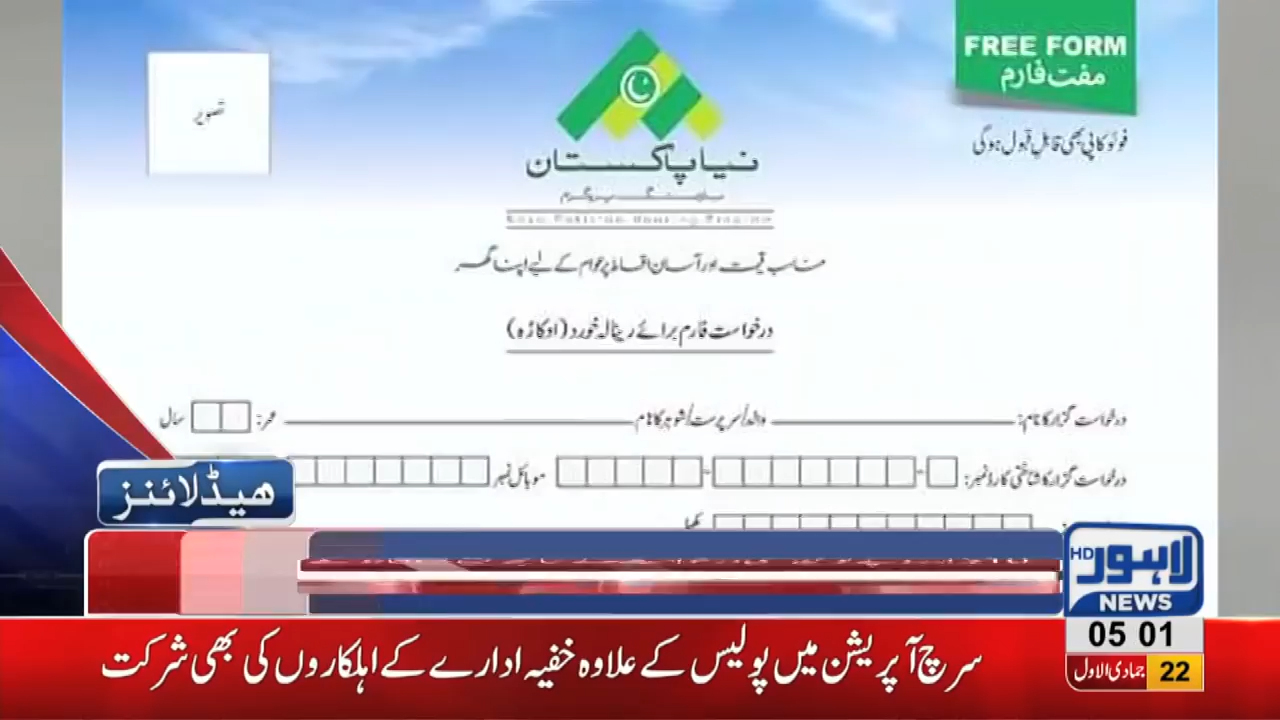 FREE FORM
مفت فارم
فوٹو کاپی بھی قابلِ قبول ہوگی
تصویر
نیا پاکستان
مناسب قیمت اور آسان اقساط پر عوام کے لیے اپنا گھر
درخواست فارم برائے رینالہ خورد (اوکاڑہ)
درخواست گزار کا نام: والد/سرپرست/شوہر کا نام عمر: سال
درخواست گزار کا شناختی کارڈ نمبر: موبائل نمبر
ھیڈلائنز
لاہور
HD
NEWS
05 01
22 جمادی الاول
سرچ آپریشن میں پولیس کے علاوہ خفیہ ادارے کے اہلکاروں کی بھی شرکت